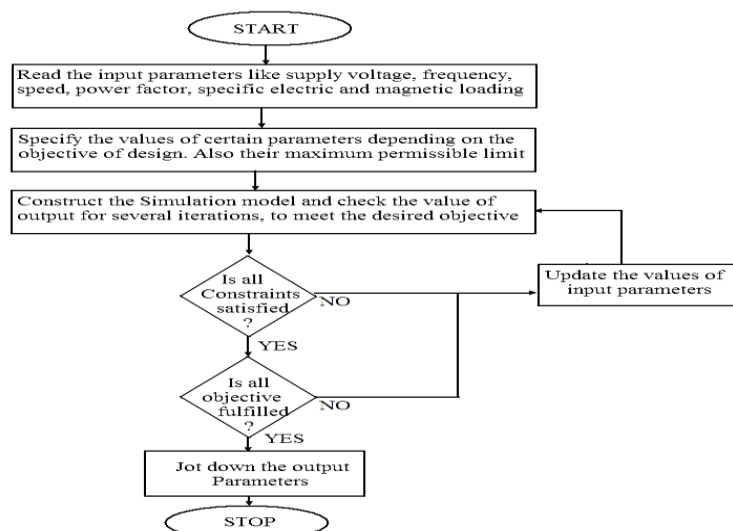 START
Read the input parameters like supply voltage, frequency,
speed, power factor, specific electric and magnetic loading
Specify the values of certain parameters depending on the
objective of design. Also their maximum permissible limit
Construct the Simulation model and check the value of
output for several iterations, to meet the desired objective
Is all
Constraints
satisfied
?
NO
YES
Update the values of
input parameters
Is all
objective
fulfilled
?
NO
YES
Jot down the output
Parameters
STOP